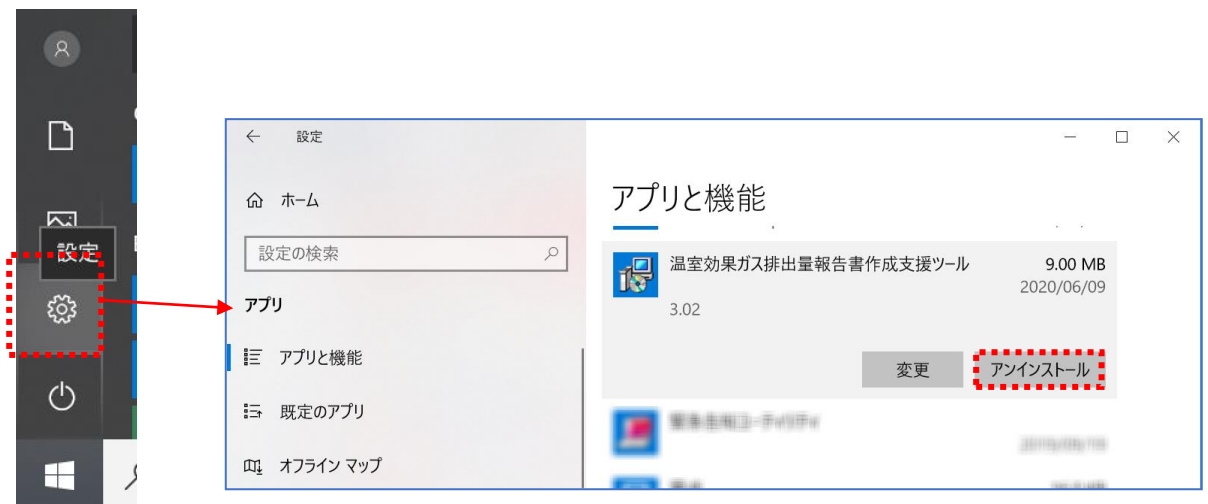 設定
設定
ホーム
設定の検索
アプリ
アプリと機能
既定のアプリ
オフライン マップ
アプリと機能
温室効果ガス排出量報告書作成支援ツール
9.00 MB
2020/06/09
3.02
変更
アンインストール